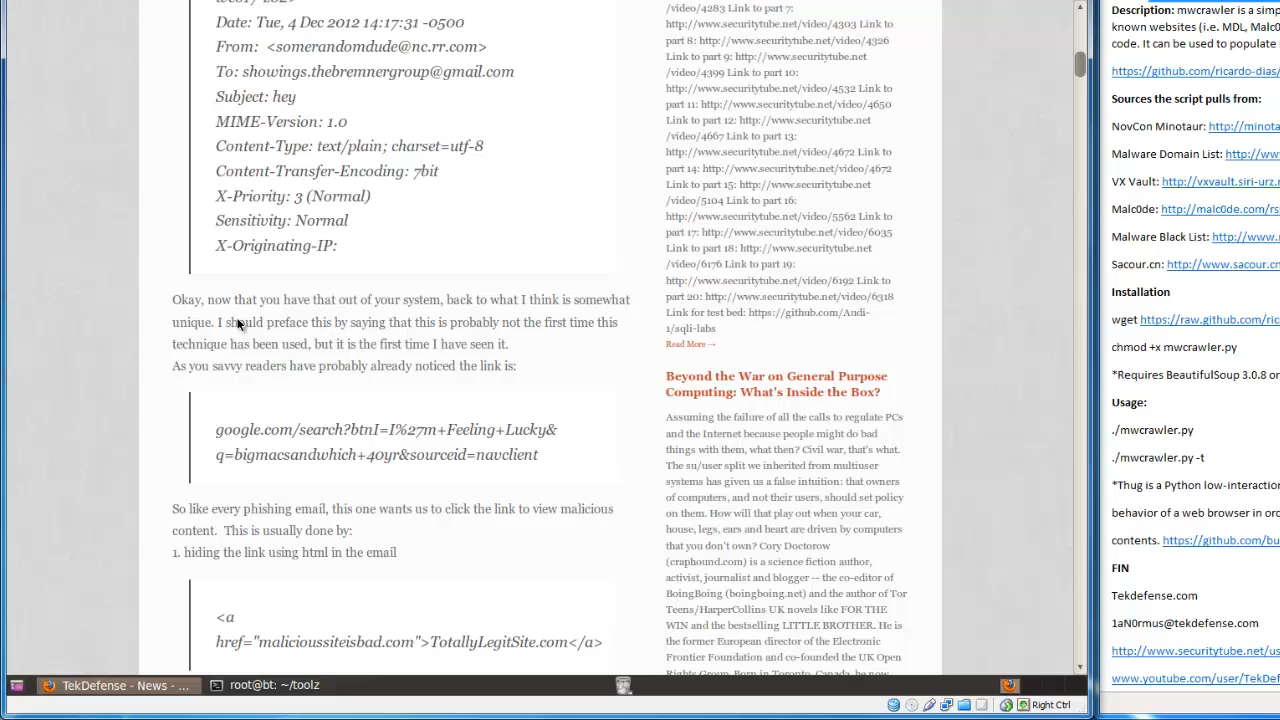 Date: Tue, 4 Dec 2012 14:17:31 -0500
From:  <somerandomdude@nc.rr.com>
To: showings.thebremnergroup@gmail.com
Subject: hey
MIME-Version: 1.0
Content-Type: text/plain; charset=utf-8
Content-Transfer-Encoding: 7bit
X-Priority: 3 (Normal)
Sensitivity: Normal
X-Originating-IP:
Okay, now that you have that out of your system, back to what I think is somewhat
unique. I should preface this by saying that this is probably not the first time this
technique has been used, but it is the first time I have seen it.
As you savvy readers have probably already noticed the link is:
google.com/search?btnI=I%27m+Feeling+Lucky&
q=bigmacsandwhich+40yr&sourceid=navclient
So like every phishing email, this one wants us to click the link to view malicious
content.  This is usually done by:
1. hiding the link using html in the email
<a
href="malicioussiteisbad.com">TotallyLegitSite.com</a>
/video/4283 Link to part 7:
http://www.securitytube.net/video/4303 Link to
part 8: http://www.securitytube.net/video/4326
Link to part 9: http://www.securitytube.net
/video/4399 Link to part 10:
http://www.securitytube.net/video/4532 Link to
part 11: http://www.securitytube.net/video/4650
Link to part 12: http://www.securitytube.net
/video/4667 Link to part 13:
http://www.securitytube.net/video/4672 Link to
part 14: http://www.securitytube.net/video/4672
Link to part 15: http://www.securitytube.net
/video/5104 Link to part 16:
http://www.securitytube.net/video/5562 Link to
part 17: http://www.securitytube.net/video/6035
Link to part 18: http://www.securitytube.net
/video/6176 Link to part 19:
http://www.securitytube.net/video/6192 Link to
part 20: http://www.securitytube.net/video/6318
Link for test bed: https://github.com/Audi-
1/sqli-labs
Read More →
Beyond the War on General Purpose
Computing: What's Inside the Box?
Assuming the failure of all the calls to regulate PCs
and the Internet because people might do bad
things with them, what then? Civil war, that's what.
The su/user split we inherited from multiuser
systems has given us a false intuition: that owners
of computers, and not their users, should set policy
on them. How will that play out when your car,
house, legs, ears and heart are driven by computers
that you don't own? Cory Doctorow
(craphound.com) is a science fiction author,
activist, journalist and blogger -- the co-editor of
BoingBoing (boingboing.net) and the author of Tor
Teens/HarperCollins UK novels like FOR THE
WIN and the bestselling LITTLE BROTHER. He is
the former European director of the Electronic
Frontier Foundation and co-founded the UK Open
Rights Group. Born in Toronto, Canada, he now
Description: mwcrawler is a simp
known websites (i.e. MDL, Malc0
code. It can be used to populate
https://github.com/ricardo-dias/
Sources the script pulls from:
NovCon Minotaur: http://minota
Malware Domain List: http://ww
VX Vault: http://vxvault.siri-urz.r
Malc0de: http://malc0de.com/rs
Malware Black List: http://www.
Sacour.cn: http://www.sacour.cn
Installation
wget https://raw.github.com/rica
chmod +x mwcrawler.py
*Requires BeautifulSoup 3.0.8 or
Usage:
./mwcrawler.py
./mwcrawler.py -t
*Thug is a Python low-interaction
behavior of a web browser in ord
contents. https://github.com/bu
FIN
Tekdefense.com
1aN0rmus@tekdefense.com
http://www.securitytube.net/us
www.youtube.com/user/TekDef
TekDefense - News - ...
root@bt: ~/toolz
Right Ctrl